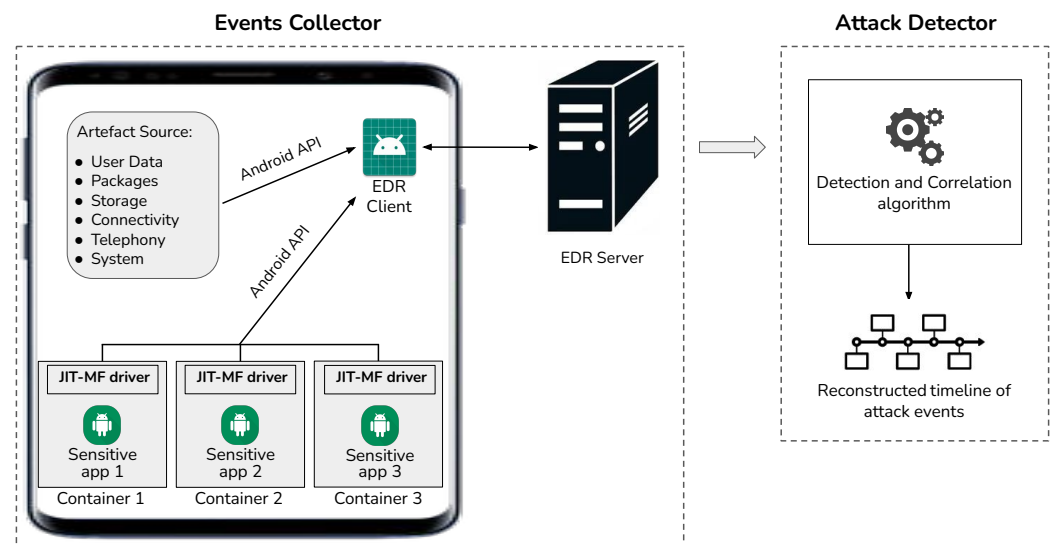 Events Collector
Attack Detector
Artefact Source:
● User Data
● Packages
● Storage
● Connectivity
● Telephony
● System
Android API
EDR
Client
Android API
EDR Server
Detection and Correlation
algorithm
Reconstructed timeline of
attack events
JIT-MF driver
JIT-MF driver
JIT-MF driver
Sensitive
app 1
Sensitive
app 2
Sensitive
app 3
Container 1
Container 2
Container 3